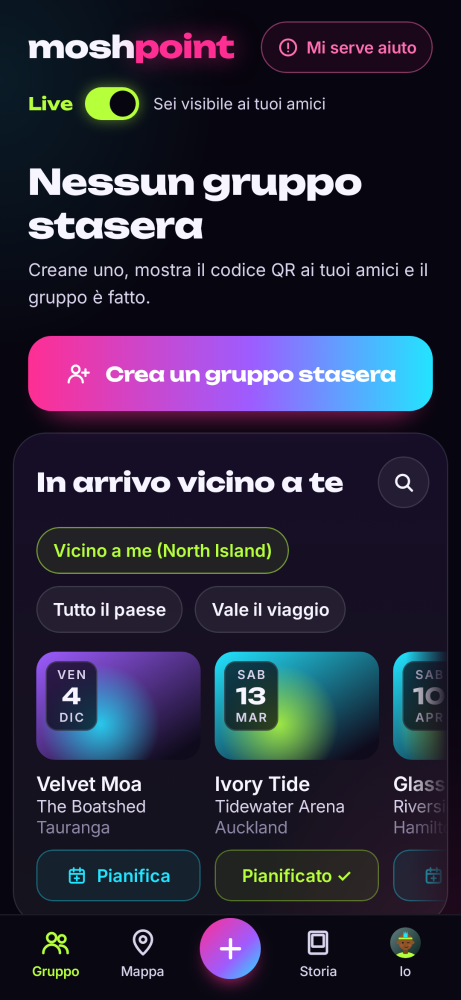 moshpoint
Mi serve aiuto
Live
Sei visibile ai tuoi amici
Nessun gruppo
stasera
Creane uno, mostra il codice QR ai tuoi amici e il
gruppo è fatto.
Crea un gruppo stasera
In arrivo vicino a te
Vicino a me (North Island)
Tutto il paese
Vale il viaggio
VEN
4
DIC
SAB
13
MAR
SAB
10
APR
Velvet Moa
The Boatshed
Tauranga
Ivory Tide
Tidewater Arena
Auckland
Glass
Pianifica
Pianificato ✓
Gruppo
Mappa
Storia
Io